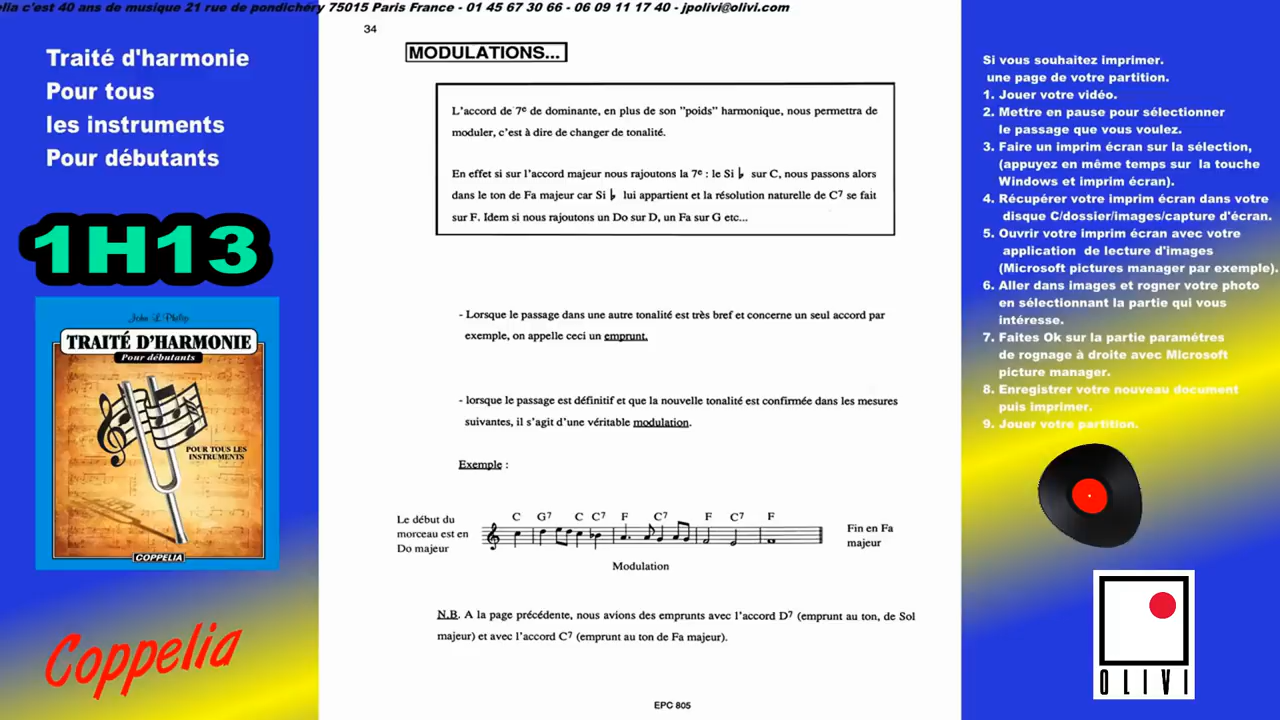 elia c'est 40 ans de musique 21 rue de pondichéry 75015 Paris France - 01 45 67 30 66 - 06 09 11 17 40 - jpolivi@olivi.com
Traité d'harmonie
Pour tous
les instruments
Pour débutants
1H13
John L Philip
TRAITÉ D'HARMONIE
Pour débutants
POUR TOUS LES
INSTRUMENTS
COPPELIA
Coppelia
34
MODULATIONS...
L'accord de 7e de dominante, en plus de son "poids" harmonique, nous permettra de
moduler, c'est à dire de changer de tonalité.
En effet si sur l'accord majeur nous rajoutons la 7e : le Si ♭ sur C, nous passons alors
dans le ton de Fa majeur car Si ♭ lui appartient et la résolution naturelle de C7 se fait
sur F. Idem si nous rajoutons un Do sur D, un Fa sur G etc...
- Lorsque le passage dans une autre tonalité est très bref et concerne un seul accord par
exemple, on appelle ceci un emprunt.
- lorsque le passage est définitif et que la nouvelle tonalité est confirmée dans les mesures
suivantes, il s'agit d'une véritable modulation.
Exemple :
C G7 C C7 F C7 F C7 F
Le début du
morceau est en
Do majeur
Fin en Fa
majeur
Modulation
N.B. A la page précédente, nous avions des emprunts avec l'accord D7 (emprunt au ton, de Sol
majeur) et avec l'accord C7 (emprunt au ton de Fa majeur).
EPC 805
Si vous souhaitez imprimer.
une page de votre partition.
1. Jouer votre vidéo.
2. Mettre en pause pour sélectionner
le passage que vous voulez.
3. Faire un imprim écran sur la sélection,
(appuyez en même temps sur la touche
Windows et imprim écran).
4. Récupérer votre imprim écran dans votre
disque C/dossier/images/capture d'écran.
5. Ouvrir votre imprim écran avec votre
application de lecture d'images
(Microsoft pictures manager par exemple).
6. Aller dans images et rogner votre photo
en sélectionnant la partie qui vous
intéresse.
7. Faites Ok sur la partie paramétres
de rognage à droite avec Microsoft
picture manager.
8. Enregistrer votre nouveau document
puis imprimer.
9. Jouer votre partition.
OLIVI